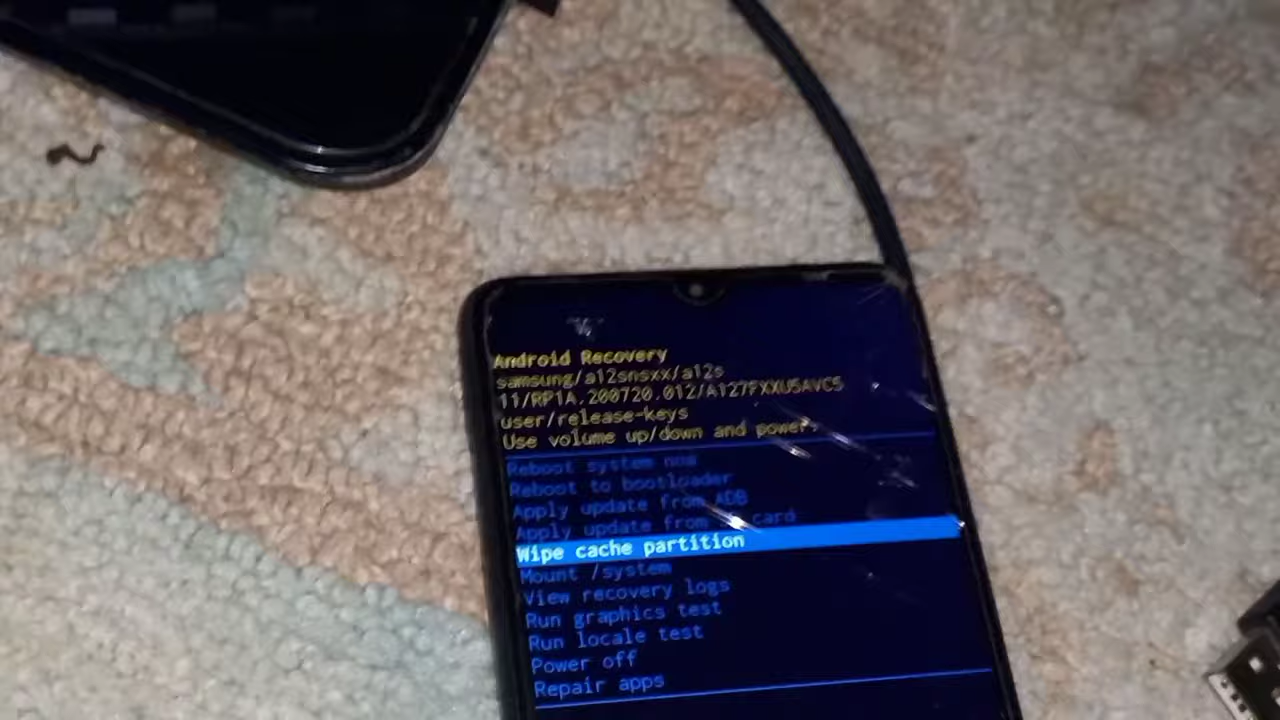 Android Recovery
samsung/a12snsxx/a12s
11/RP1A.200720.012/A127FXXU5AVC5
user/release-keys
Use volume up/down and power.
Reboot system now
Reboot to bootloader
Apply update from ADB
Apply update from card
Wipe cache partition
Mount /system
View recovery logs
Run graphics test
Run locale test
Power off
Repair apps